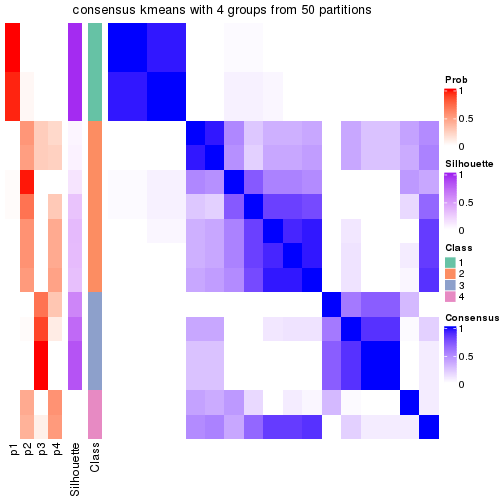 consensus kmeans with 4 groups from 50 partitions
Prob
1
0.5
0
Silhouette
1
0.5
0
Class
1
2
3
4
Consensus
1
0.5
0
p1
p2
p3
p4
Silhouette
Class